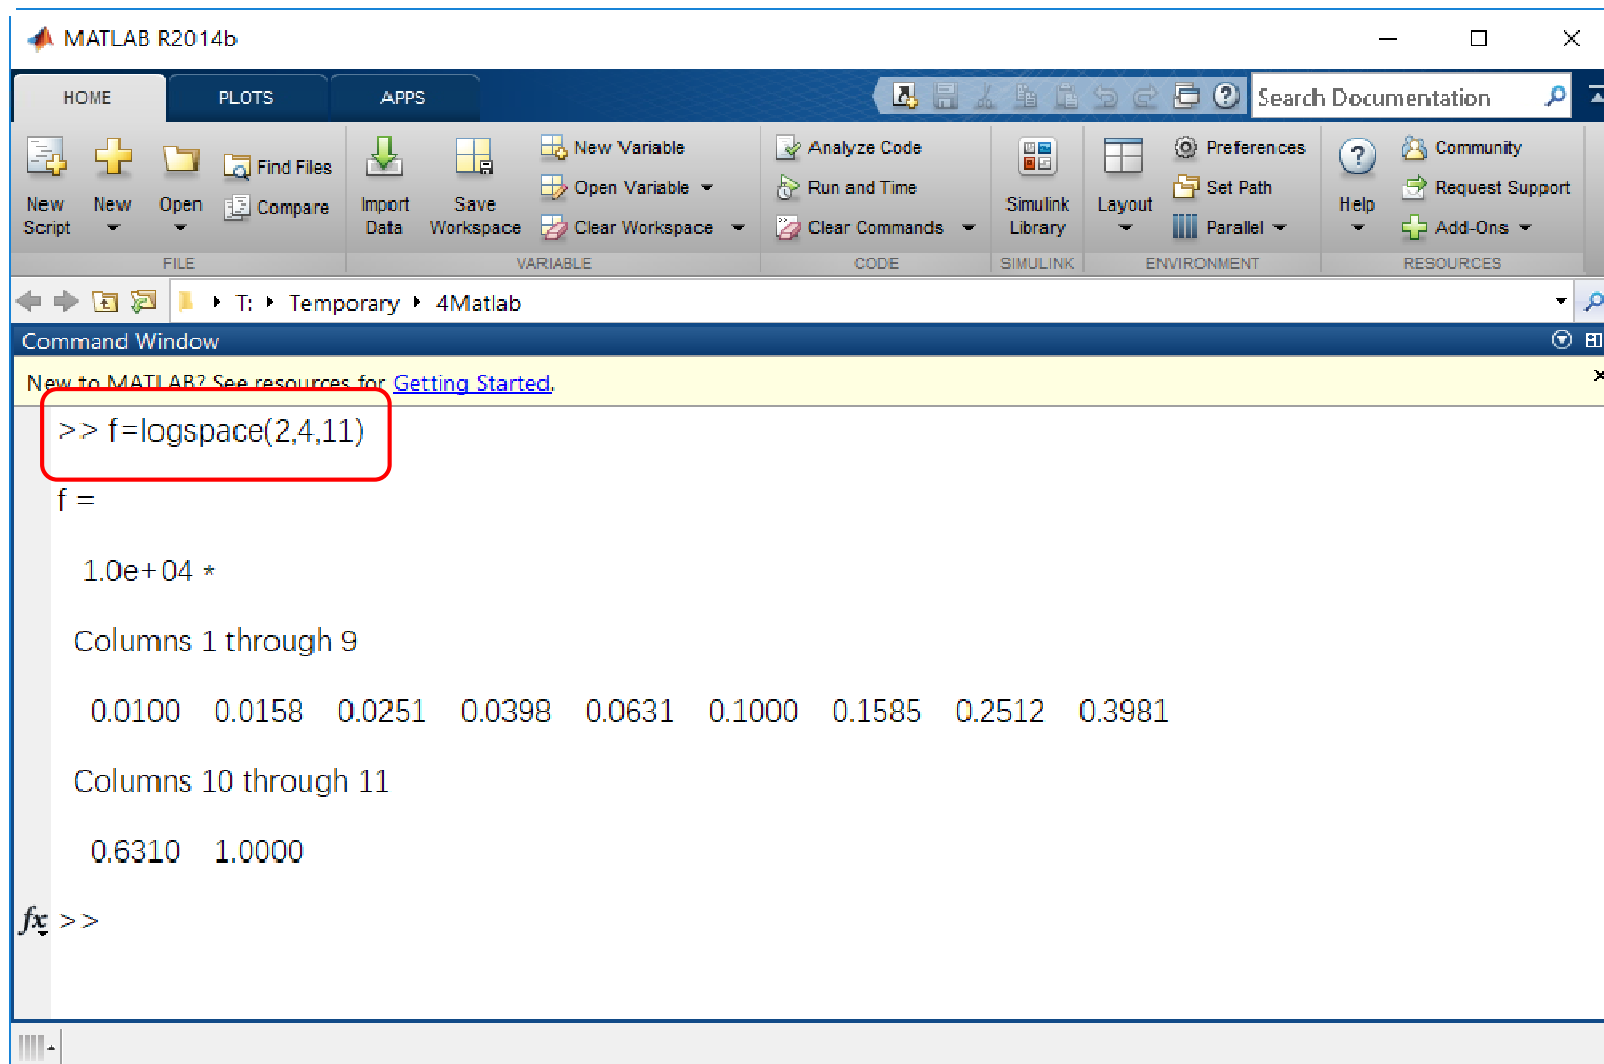 MATLAB R2014b
HOME PLOTS APPS
Search Documentation
New Script
New
Open
Find Files
Compare
Import Data
Save Workspace
New Variable
Open Variable
Clear Workspace
Analyze Code
Run and Time
Clear Commands
Simulink Library
Layout
Preferences
Set Path
Parallel
Help
Community
Request Support
Add-Ons
FILE VARIABLE CODE SIMULINK ENVIRONMENT RESOURCES
T: Temporary 4Matlab
Command Window
New to MATLAB? See resources for Getting Started.
>> f=logspace(2,4,11)
f =
1.0e+04 *
Columns 1 through 9
0.0100 0.0158 0.0251 0.0398 0.0631 0.1000 0.1585 0.2512 0.3981
Columns 10 through 11
0.6310 1.0000
fx >>